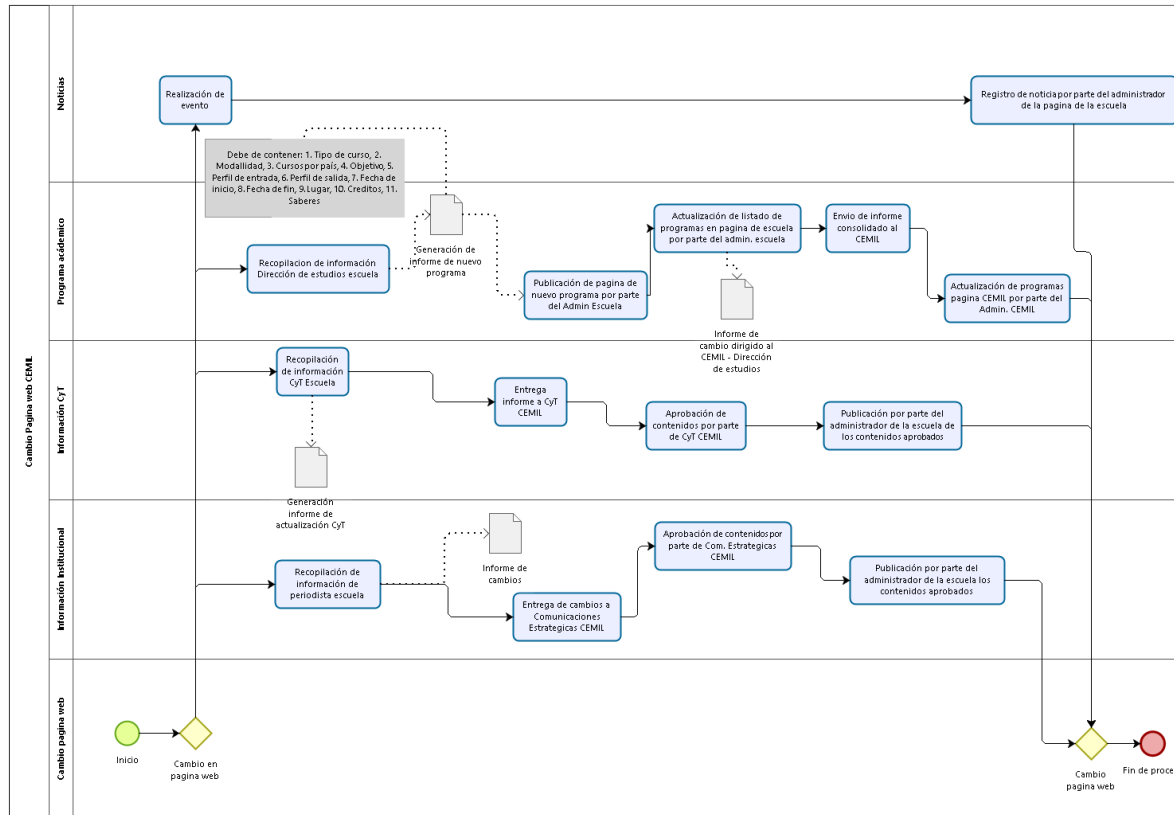 Cambio Pagina web CEMIL
Noticias
Realización de
evento
Registro de noticia por parte del administrador
de la pagina de la escuela
Debe de contener: 1. Tipo de curso, 2.
Modallidad, 3. Cursos por país, 4. Objetivo, 5.
Perfil de entrada, 6. Perfil de salida, 7. Fecha de
inicio, 8. Fecha de fin, 9. Lugar, 10. Creditos, 11.
Saberes
Programa acádemico
Recopilacion de información
Dirección de estudios escuela
Generación de
informe de nuevo
programa
Publicación de pagina de
nuevo programa por parte
del Admin Escuela
Actualización de listado de
programas en pagina de escuela
por parte del admin. escuela
Informe de
cambio dirigido al
CEMIL - Dirección
de estudios
Envio de informe
consolidado al
CEMIL
Actualización de programas
pagina CEMIL por parte del
Admin. CEMIL
Información CyT
Recopilación
de información
CyT Escuela
Generación
informe de
actualización CyT
Entrega
informe a CyT
CEMIL
Aprobación de
contenidos por parte
de CyT CEMIL
Publicación por parte del
administrador de la escuela de
los contenidos aprobados
Información Institucional
Recopilación de
información de
periodista escuela
Informe de
cambios
Entrega de cambios a
Comunicaciones
Estrategicas CEMIL
Aprobación de contenidos por
parte de Com. Estrategicas
CEMIL
Publicación por parte del
administrador de la escuela los
contenidos aprobados
Cambio pagina web
Inicio
Cambio en
pagina web
Cambio
pagina web
Fin de proce